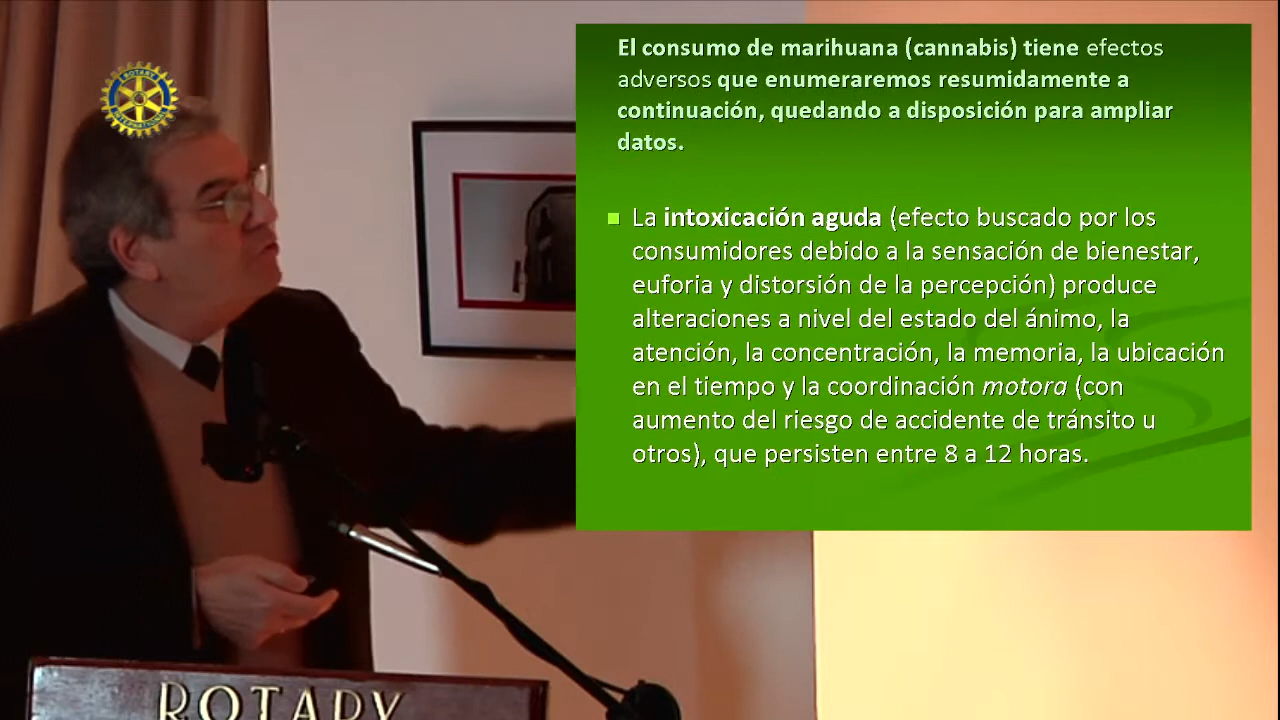 ROTARY
INTERNATIONAL
El consumo de marihuana (cannabis) tiene efectos
adversos que enumeraremos resumidamente a
continuación, quedando a disposición para ampliar
datos.
La intoxicación aguda (efecto buscado por los
consumidores debido a la sensación de bienestar,
euforia y distorsión de la percepción) produce
alteraciones a nivel del estado del ánimo, la
atención, la concentración, la memoria, la ubicación
en el tiempo y la coordinación motora (con
aumento del riesgo de accidente de tránsito u
otros), que persisten entre 8 a 12 horas.
ROTARY